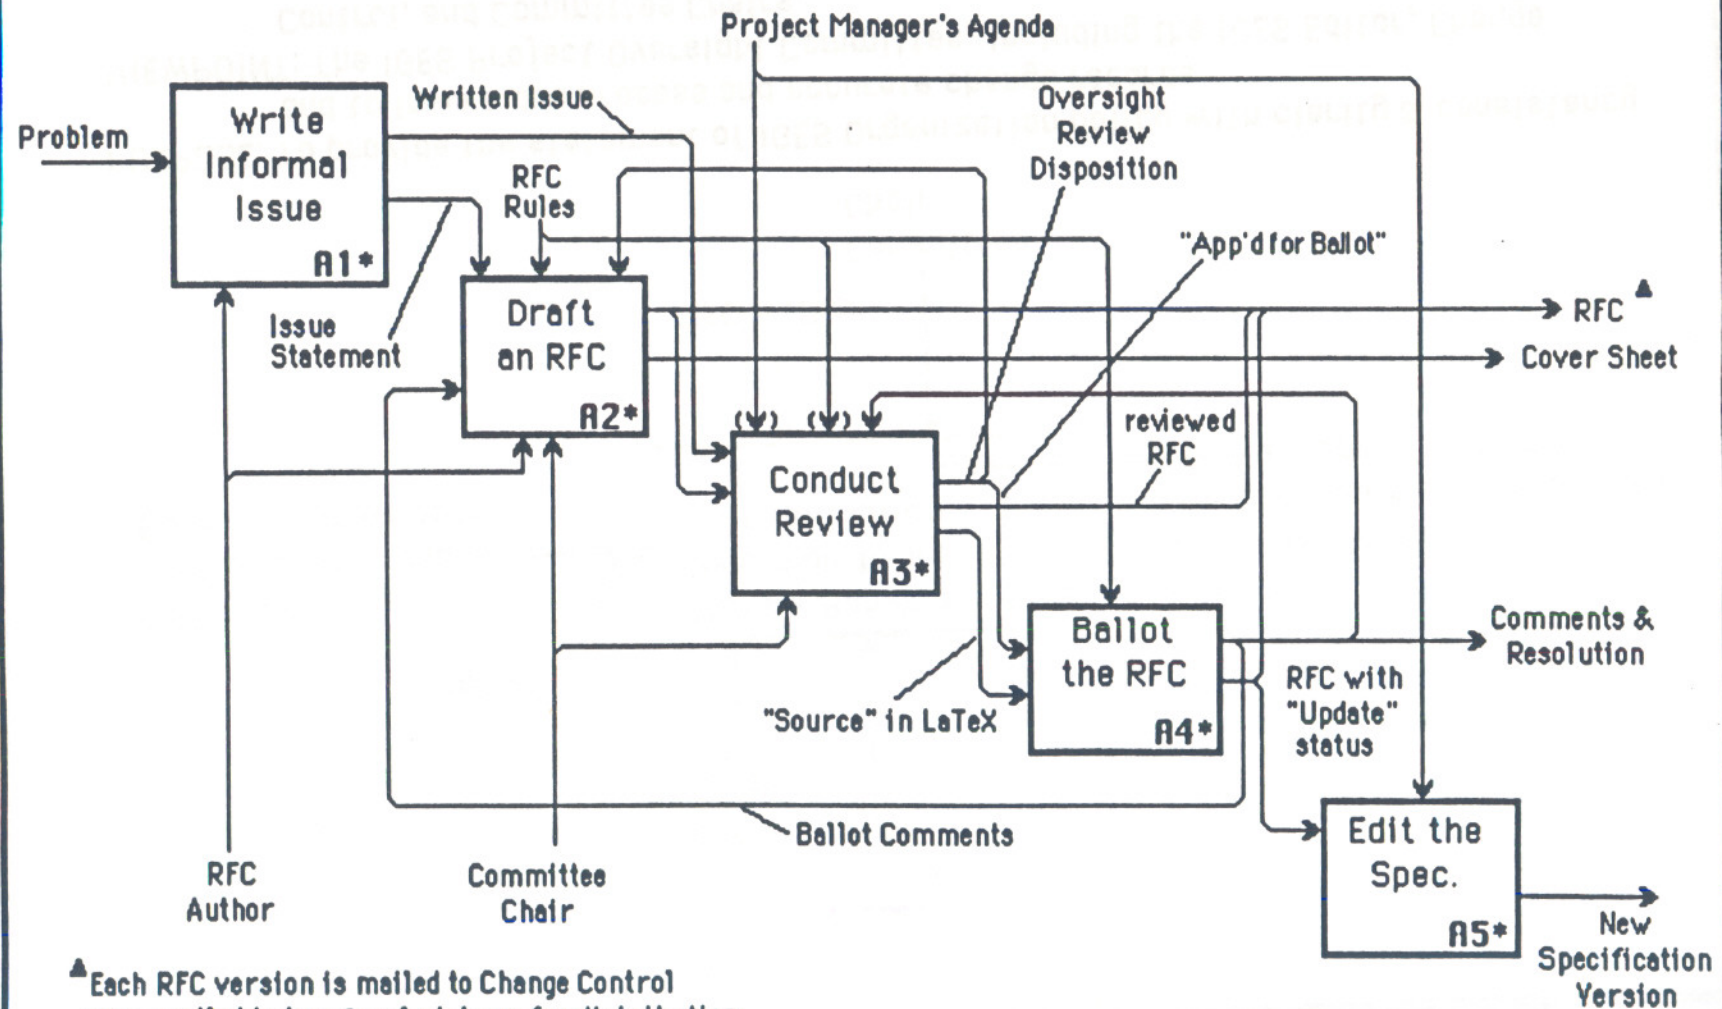 Project Manager's Agenda
Written Issue
Oversight
Review
Disposition
Problem
Write
Informal
Issue
A1*
RFC
Rules
"App'd for Ballot"
Issue
Statement
Draft
an RFC
A2*
RFC ▲
Cover Sheet
(    ) (    )
reviewed
RFC
Conduct
Review
A3*
Ballot
the RFC
A4*
Comments &
Resolution
"Source" in LaTeX
RFC with
"Update"
status
Ballot Comments
Edit the
Spec.
A5*
RFC
Author
Committee
Chair
New
Specification
Version
▲Each RFC version is mailed to Change Control